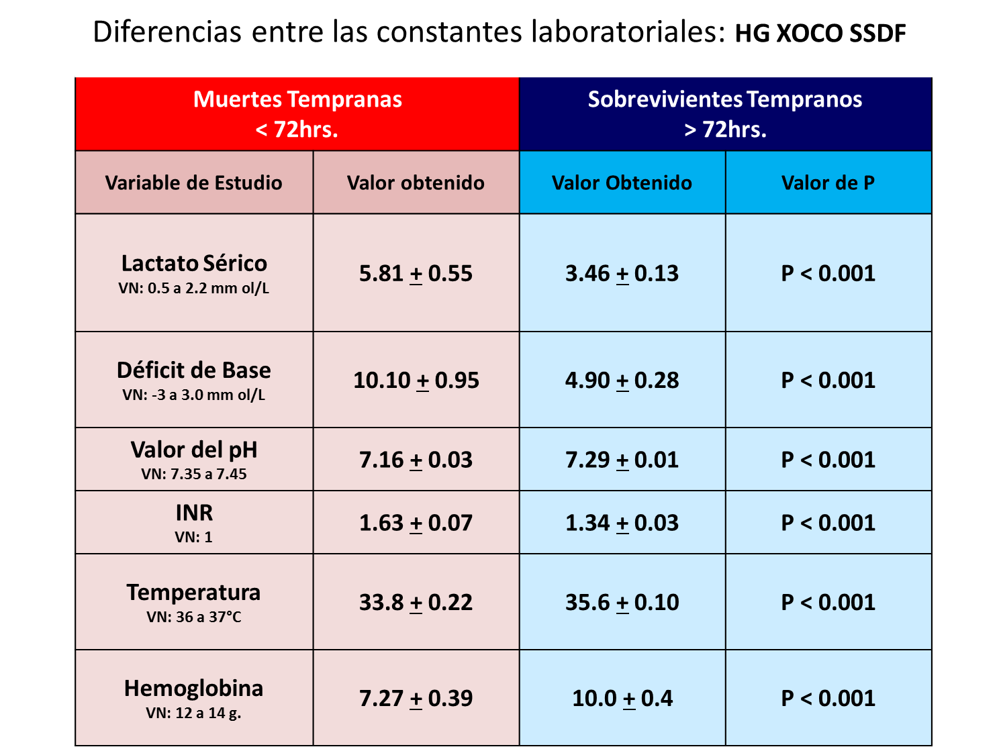 Diferencias entre las constantes laboratoriales: HG XOCO SSDF
Muertes Tempranas
< 72hrs.
Sobrevivientes Tempranos
> 72hrs.
Variable de Estudio
Valor obtenido
Valor Obtenido
Valor de P
Lactato Sérico
VN: 0.5 a 2.2 mm ol/L
5.81 ± 0.55
3.46 ± 0.13
P < 0.001
Déficit de Base
VN: -3 a 3.0 mm ol/L
10.10 ± 0.95
4.90 ± 0.28
P < 0.001
Valor del pH
VN: 7.35 a 7.45
7.16 ± 0.03
7.29 ± 0.01
P < 0.001
INR
VN: 1
1.63 ± 0.07
1.34 ± 0.03
P < 0.001
Temperatura
VN: 36 a 37°C
33.8 ± 0.22
35.6 ± 0.10
P < 0.001
Hemoglobina
VN: 12 a 14 g.
7.27 ± 0.39
10.0 ± 0.4
P < 0.001